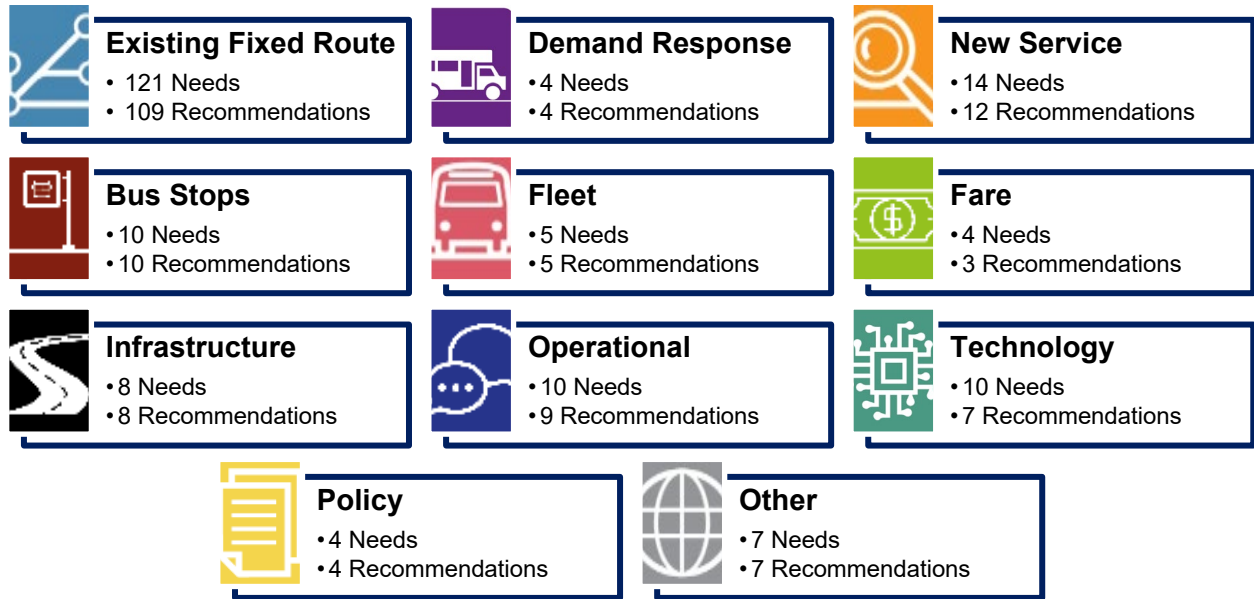 Existing Fixed Route
• 121 Needs
• 109 Recommendations
Demand Response
• 4 Needs
• 4 Recommendations
New Service
• 14 Needs
• 12 Recommendations
Bus Stops
• 10 Needs
• 10 Recommendations
Fleet
• 5 Needs
• 5 Recommendations
Fare
• 4 Needs
• 3 Recommendations
Infrastructure
• 8 Needs
• 8 Recommendations
Operational
• 10 Needs
• 9 Recommendations
Technology
• 10 Needs
• 7 Recommendations
Policy
• 4 Needs
• 4 Recommendations
Other
• 7 Needs
• 7 Recommendations